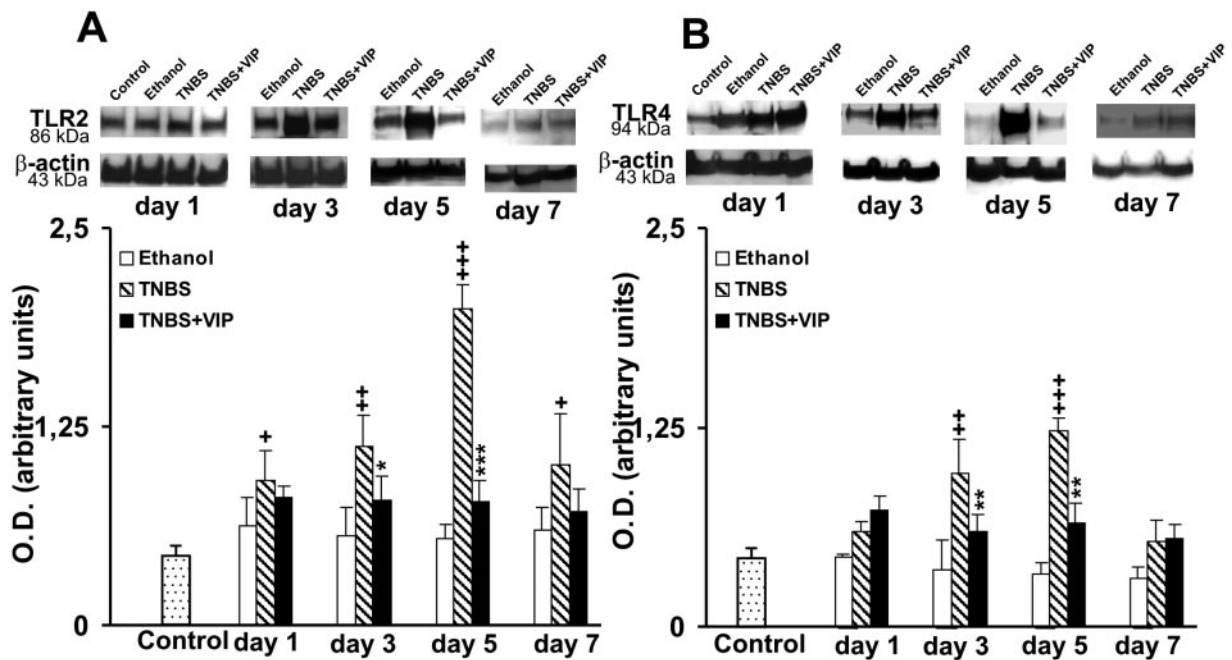 A
Control Ethanol TNBS TNBS+VIP Ethanol TNBS TNBS+VIP Ethanol TNBS TNBS+VIP Ethanol TNBS TNBS+VIP
TLR2
86 kDa
β-actin
43 kDa
day 1 day 3 day 5 day 7
2,5
Ethanol
TNBS
TNBS+VIP
O.D. (arbitrary units)
+++
++
+
+
1,25
*
***
0
Control day 1 day 3 day 5 day 7
B
Control Ethanol TNBS TNBS+VIP Ethanol TNBS TNBS+VIP Ethanol TNBS TNBS+VIP Ethanol TNBS TNBS+VIP
TLR4
94 kDa
β-actin
43 kDa
day 1 day 3 day 5 day 7
2,5
Ethanol
TNBS
TNBS+VIP
O.D. (arbitrary units)
+++
++
1,25
**
**
0
Control day 1 day 3 day 5 day 7